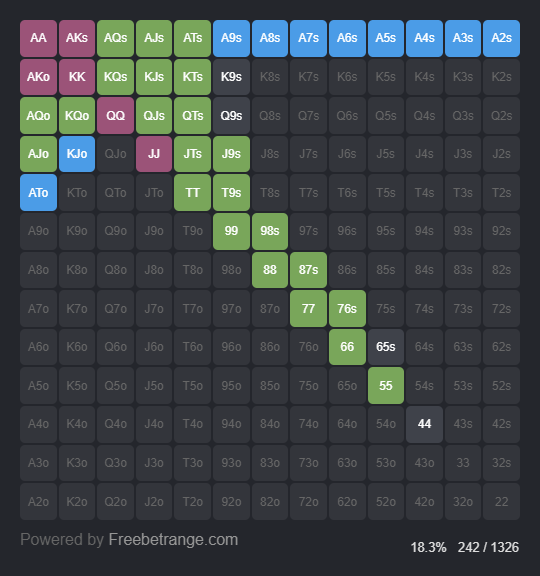 AA AKs AQs AJs ATs A9s A8s A7s A6s A5s A4s A3s A2s
AKo KK KQs KJs KTs K9s K8s K7s K6s K5s K4s K3s K2s
AQo KQo QQ QJs QTs Q9s Q8s Q7s Q6s Q5s Q4s Q3s Q2s
AJo KJo QJo JJ JTs J9s J8s J7s J6s J5s J4s J3s J2s
ATo KTo QTo JTo TT T9s T8s T7s T6s T5s T4s T3s T2s
A9o K9o Q9o J9o T9o 99 98s 97s 96s 95s 94s 93s 92s
A8o K8o Q8o J8o T8o 98o 88 87s 86s 85s 84s 83s 82s
A7o K7o Q7o J7o T7o 97o 87o 77 76s 75s 74s 73s 72s
A6o K6o Q6o J6o T6o 96o 86o 76o 66 65s 64s 63s 62s
A5o K5o Q5o J5o T5o 95o 85o 75o 65o 55 54s 53s 52s
A4o K4o Q4o J4o T4o 94o 84o 74o 64o 54o 44 43s 42s
A3o K3o Q3o J3o T3o 93o 83o 73o 63o 53o 43o 33 32s
A2o K2o Q2o J2o T2o 92o 82o 72o 62o 52o 42o 32o 22
Powered by Freebetrange.com
18.3% 242 / 1326